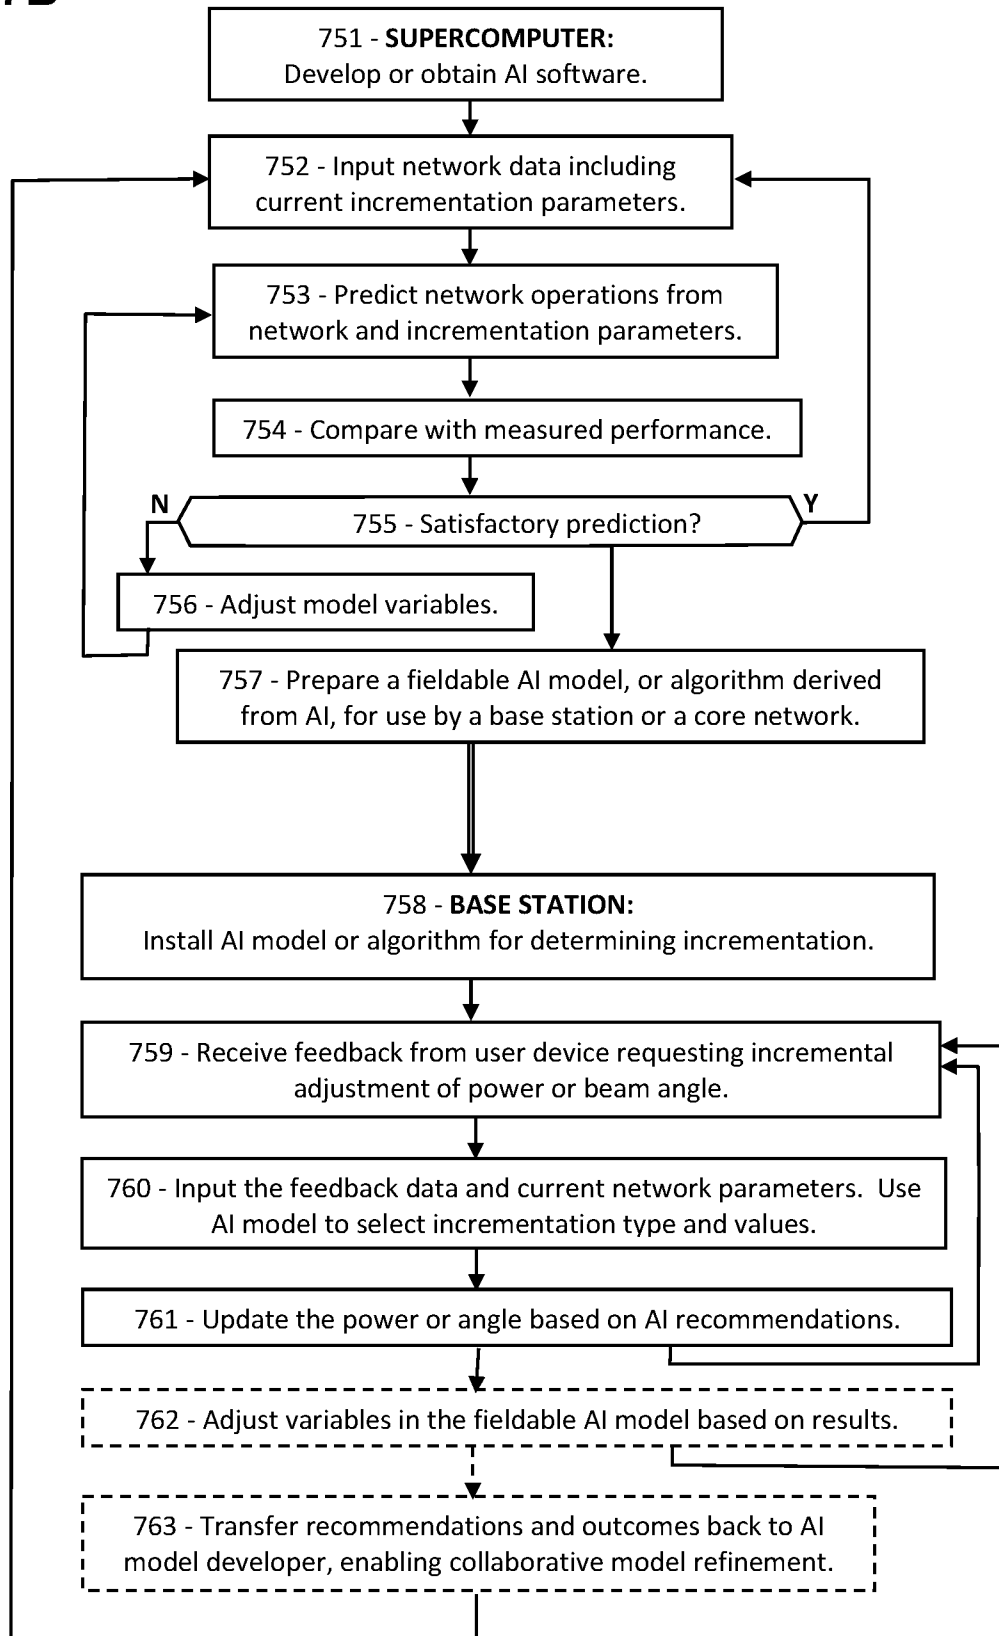 751 - SUPERCOMPUTER:
Develop or obtain AI software.
752 - Input network data including
current incrementation parameters.
753 - Predict network operations from
network and incrementation parameters.
754 - Compare with measured performance.
N
Y
755 - Satisfactory prediction?
756 - Adjust model variables.
757 - Prepare a fieldable AI model, or algorithm derived
from AI, for use by a base station or a core network.
758 - BASE STATION:
Install AI model or algorithm for determining incrementation.
759 - Receive feedback from user device requesting incremental
adjustment of power or beam angle.
760 - Input the feedback data and current network parameters.  Use
AI model to select incrementation type and values.
761 - Update the power or angle based on AI recommendations.
762 - Adjust variables in the fieldable AI model based on results.
763 - Transfer recommendations and outcomes back to AI
model developer, enabling collaborative model refinement.